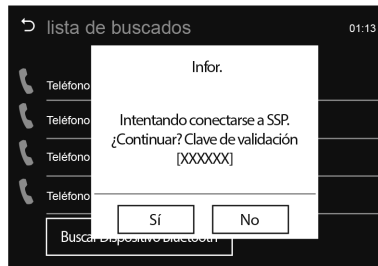 lista de buscados
01:13
Infor.
Teléfono
Teléfono
Teléfono
Teléfono
Intentando conectarse a SSP.
¿Continuar? Clave de validación
[XXXXXX]
Sí
No
Buscar Dispositivo Bluetooth